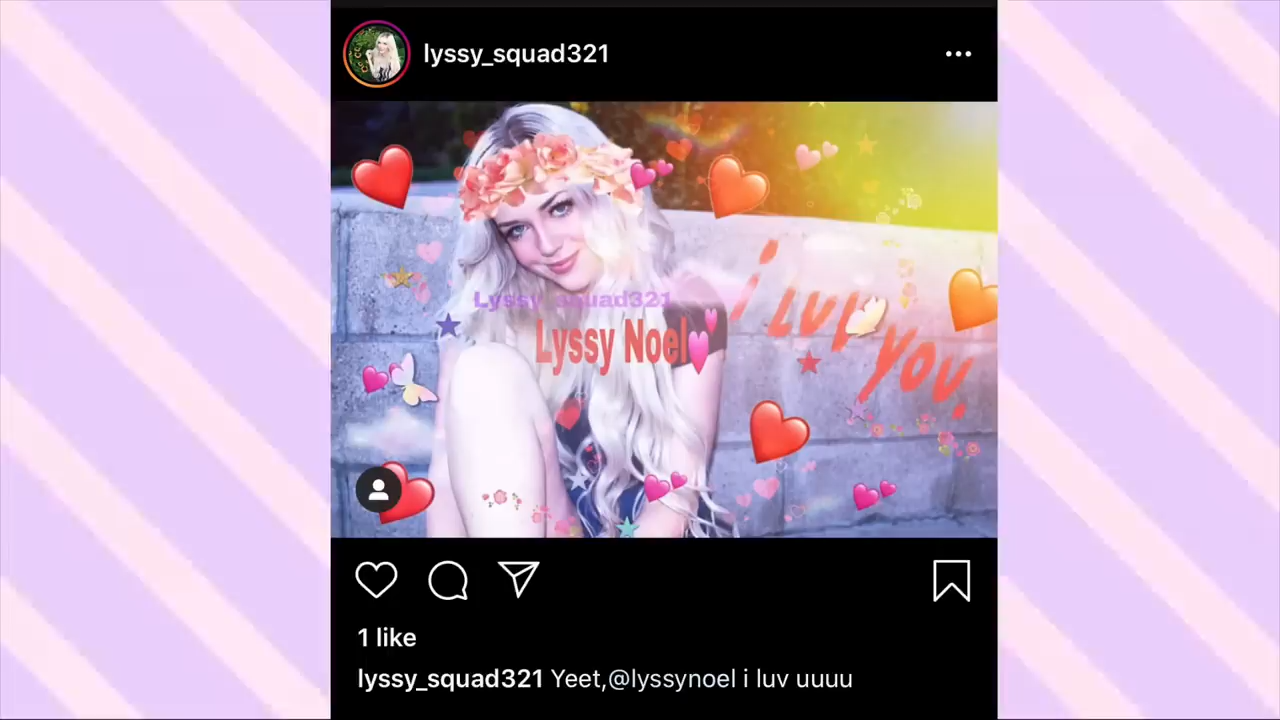 lyssy_squad321
Lyssy_squad321
Lyssy Noel
i luv you.
1 like
lyssy_squad321 Yeet,@lyssynoel i luv uuuu